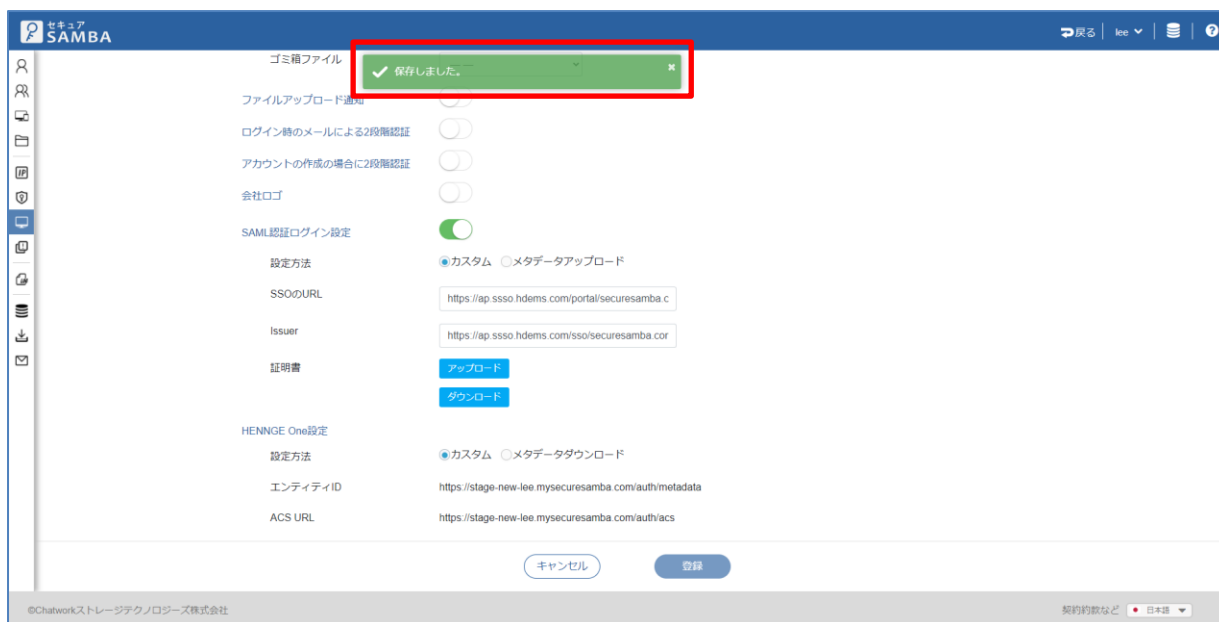 セキュア
SAMBA
戻る lee
ゴミ箱ファイル
保存しました。
ファイルアップロード通知
ログイン時のメールによる2段階認証
アカウントの作成の場合に2段階認証
会社ロゴ
SAML認証ログイン設定
設定方法 カスタム メタデータアップロード
SSOのURL https://ap.ssso.hdems.com/portal/securesamba.c
Issuer https://ap.ssso.hdems.com/sso/securesamba.cor
証明書 アップロード
ダウンロード
HENNGE One設定
設定方法 カスタム メタデータダウンロード
エンティティID https://stage-new-lee.mysecuresamba.com/auth/metadata
ACS URL https://stage-new-lee.mysecuresamba.com/auth/acs
キャンセル 登録
©Chatworkストレージテクノロジーズ株式会社 契約約款など 日本語